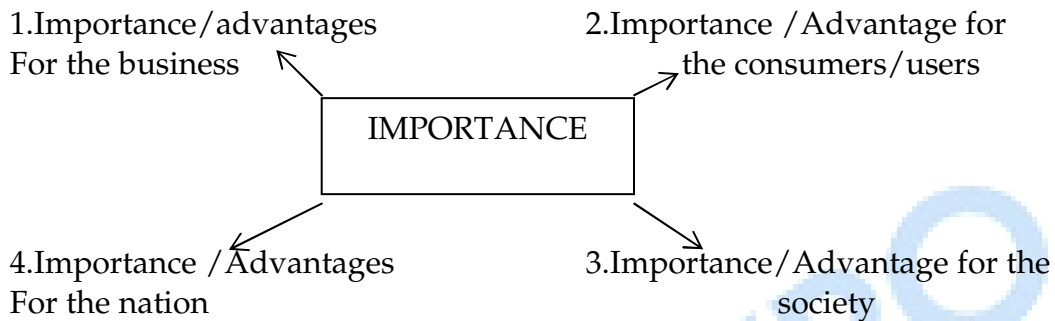 1.Importance/advantages
For the business
2.Importance /Advantage for
the consumers/users
IMPORTANCE
4.Importance /Advantages
For the nation
3.Importance/Advantage for the
society